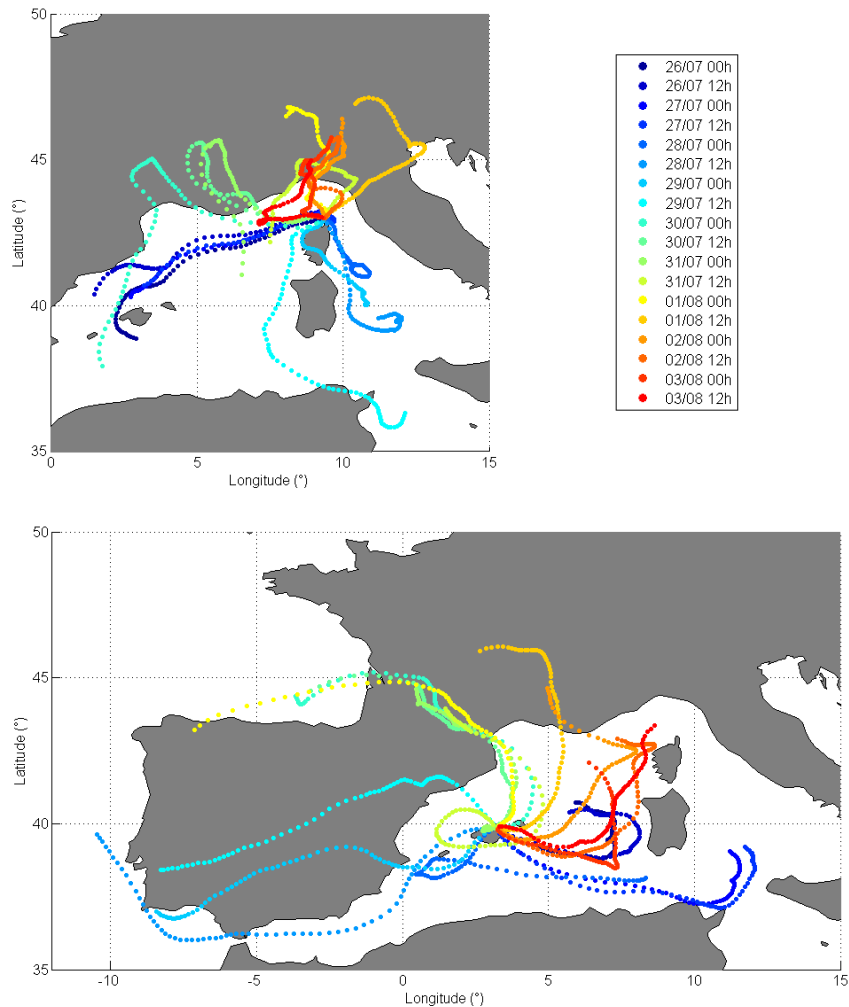 50
45
40
35
Latitude (°)
0
5
10
15
Longitude (°)
26/07 00h
26/07 12h
27/07 00h
27/07 12h
28/07 00h
28/07 12h
29/07 00h
29/07 12h
30/07 00h
30/07 12h
31/07 00h
31/07 12h
01/08 00h
01/08 12h
02/08 00h
02/08 12h
03/08 00h
03/08 12h
50
45
40
35
Latitude (°)
-10
-5
0
5
10
15
Longitude (°)